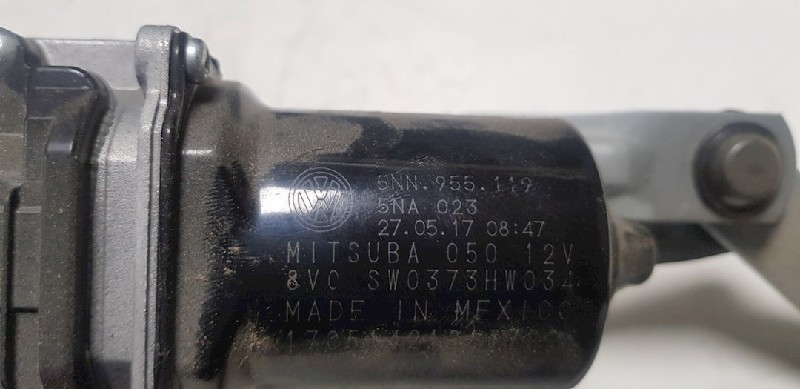 5NN.955.119
5NA 023
27.05.17 08:47
MITSUBA 050 12V
8VC SW0373HW034
MADE IN MEXICO